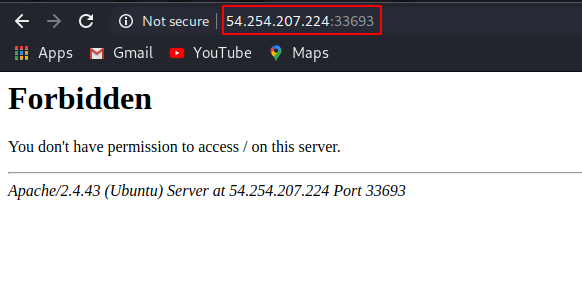 Not secure | 54.254.207.224:33693
Apps Gmail YouTube Maps
Forbidden
You don't have permission to access / on this server.
Apache/2.4.43 (Ubuntu) Server at 54.254.207.224 Port 33693